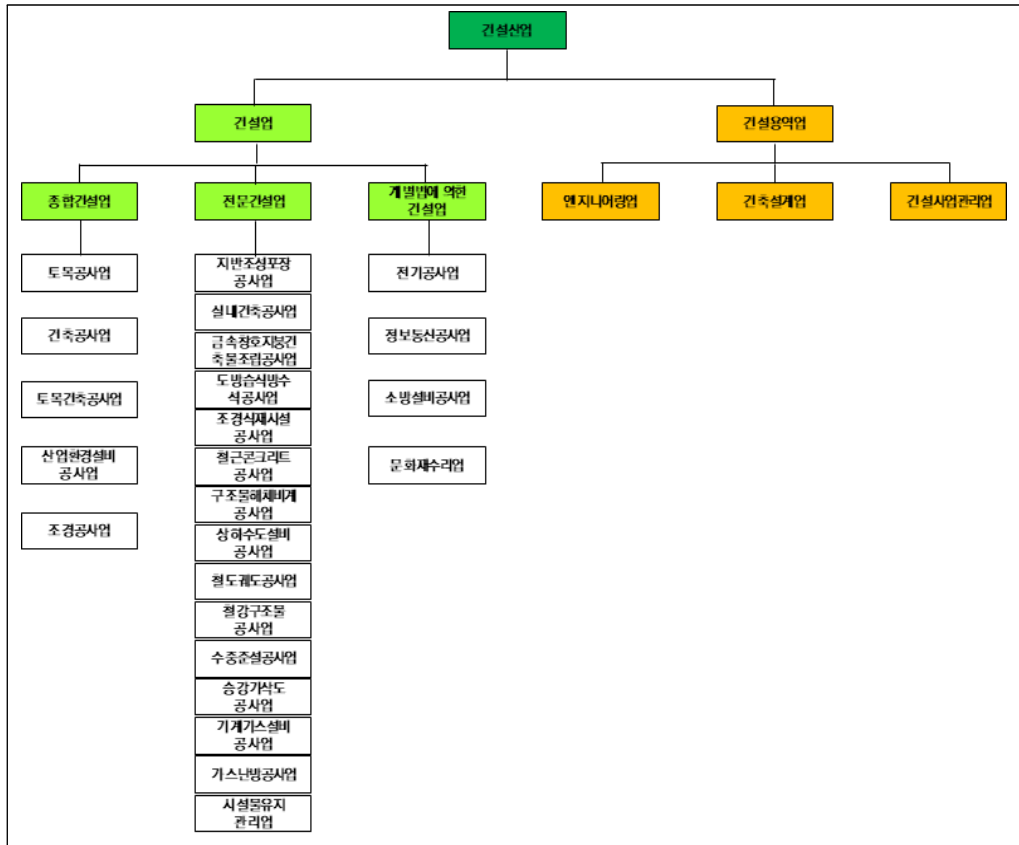 건설산업
건설업
건설용역업
종합건설업
전문건설업
개별법에 의한
건설업
엔지니어링업
건축설계업
건설사업관리업
토목공사업
건축공사업
토목건축공사업
산업환경설비
공사업
조경공사업
지반조성포장
공사업
실내건축공사업
금속창호지붕건
축물조립공사업
도방습식방수
석공사업
조경식재시설
공사업
철근콘크리트
공사업
구조물해체비계
공사업
상하수도설비
공사업
철도궤도공사업
철강구조물
공사업
수중준설공사업
승강기삭도
공사업
기계가스설비
공사업
가스난방공사업
시설물유지
관리업
전기공사업
정보통신공사업
소방설비공사업
문화재수리업